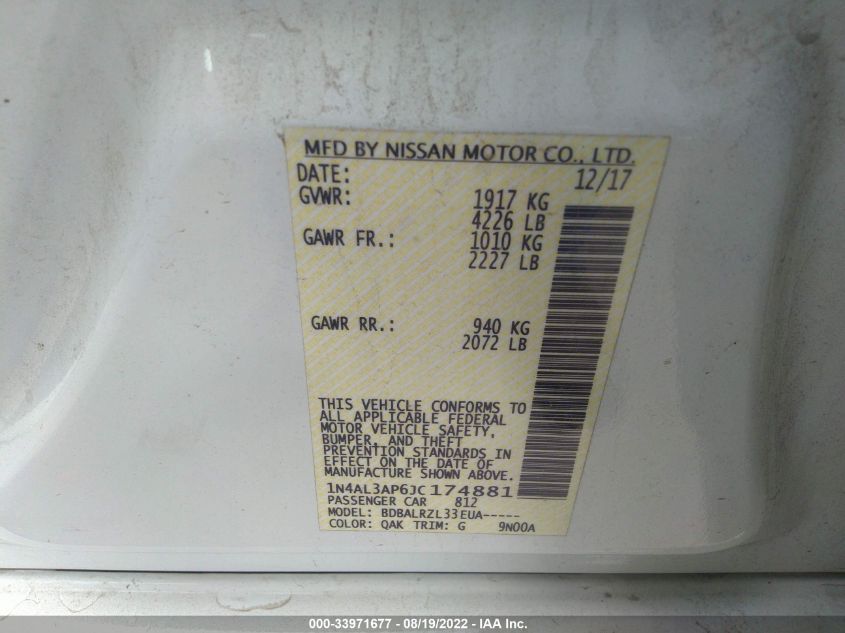 MFD BY NISSAN MOTOR CO., LTD.
DATE: 12/17
GVWR: 1917 KG
4226 LB
GAWR FR.: 1010 KG
2227 LB
GAWR RR.: 940 KG
2072 LB
THIS VEHICLE CONFORMS TO
ALL APPLICABLE FEDERAL
MOTOR VEHICLE SAFETY,
BUMPER, AND THEFT
PREVENTION STANDARDS IN
EFFECT ON THE DATE OF
MANUFACTURE SHOWN ABOVE.
1N4AL3AP6JC174881
PASSENGER CAR 812
MODEL: BDBALRZL33EUA-----
COLOR: QAK TRIM: G 9N00A
000-33971677 - 08/19/2022 - IAA Inc.